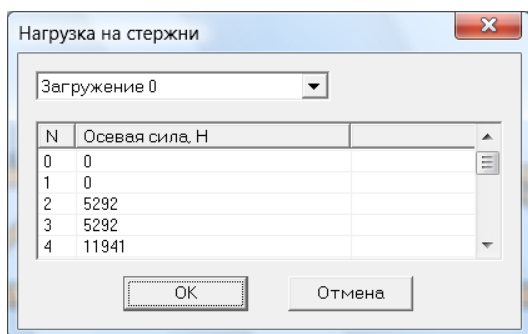 Нагрузка на стержни
Загружение 0
N Осевая сила, Н
0 0
1 0
2 5292
3 5292
4 11941
OK Отмена